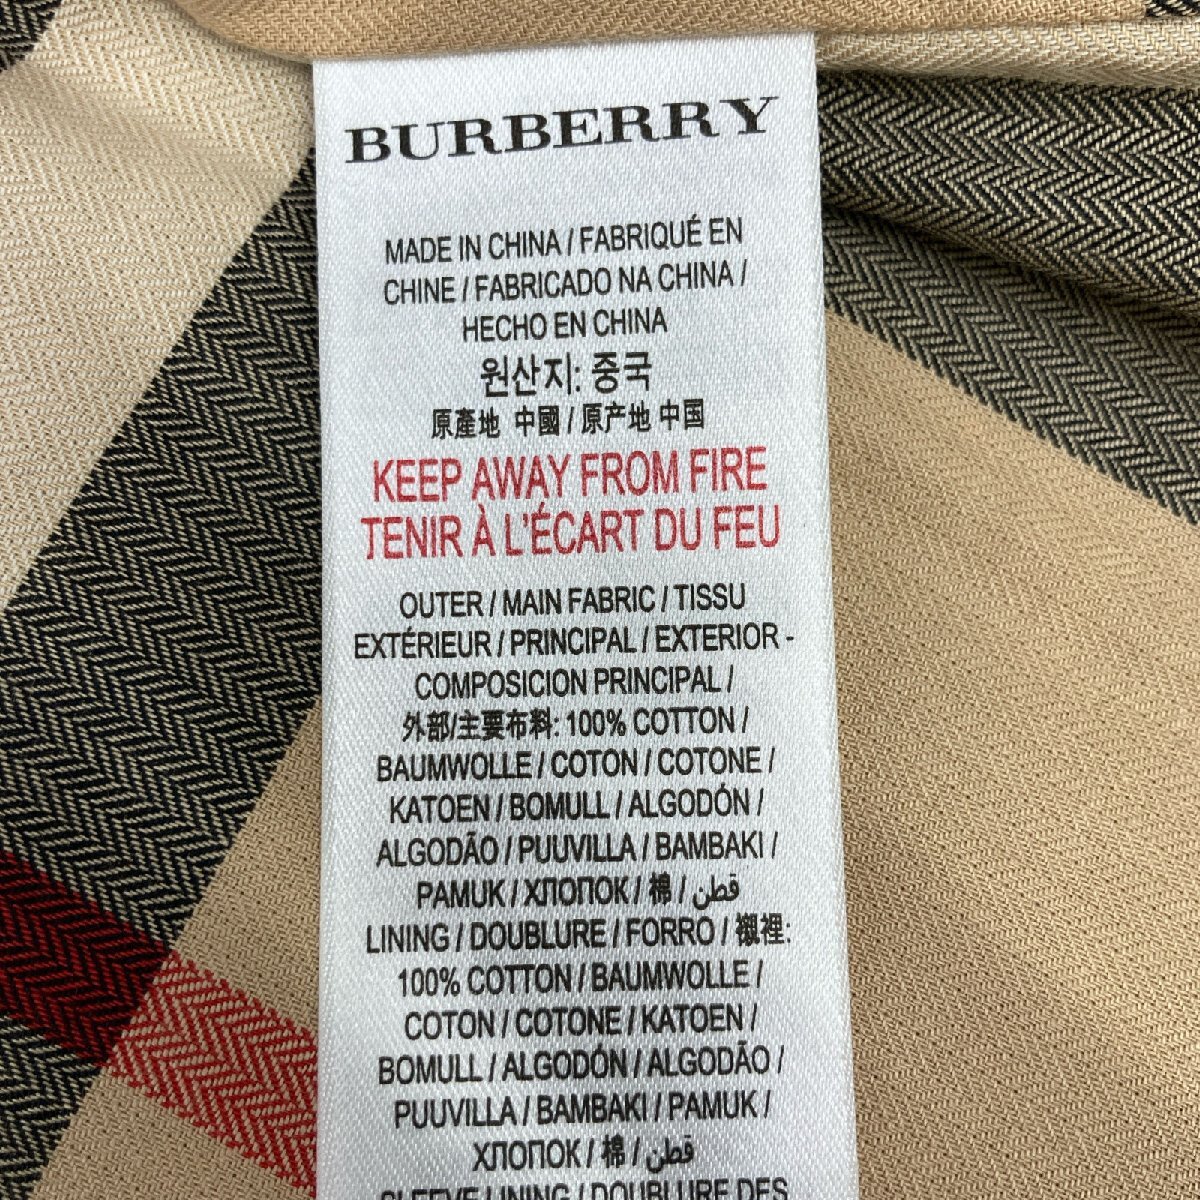 BURBERRY
MADE IN CHINA / FABRIQUÉ EN
CHINE / FABRICADO NA CHINA /
HECHO EN CHINA
원산지: 중국
原產地 中國 / 原产地 中国
KEEP AWAY FROM FIRE
TENIR À L'ÉCART DU FEU
OUTER / MAIN FABRIC / TISSU
EXTÉRIEUR / PRINCIPAL / EXTERIOR -
COMPOSICION PRINCIPAL /
外部/主要布料: 100% COTTON /
BAUMWOLLE / COTON / COTONE /
KATOEN / BOMULL / ALGODÓN /
ALGODÃO / PUUVILLA / BAMBAKI /
PAMUK / ХЛОПОК / 棉 / قطن
LINING / DOUBLURE / FORRO / 襯裡:
100% COTTON / BAUMWOLLE /
COTON / COTONE / KATOEN /
BOMULL / ALGODÓN / ALGODÃO /
PUUVILLA / BAMBAKI / PAMUK /
ХЛОПОК / 棉 / قطن
SLEEVE LINING / DOUBLURE DES